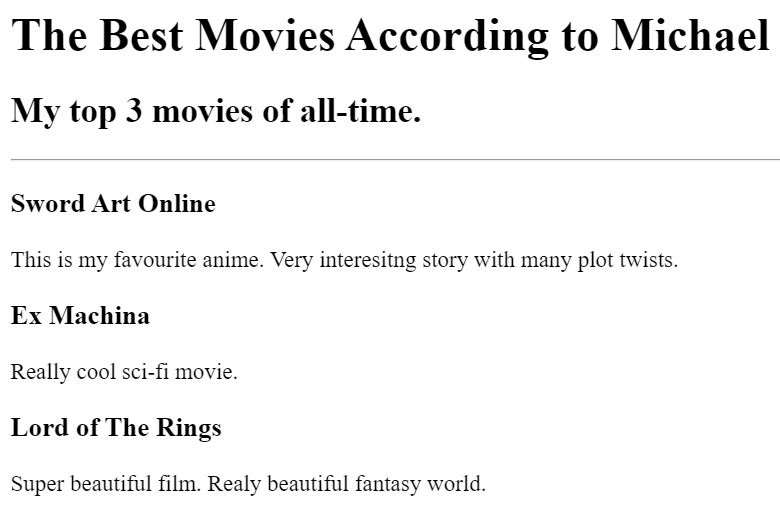 The Best Movies According to Michael
My top 3 movies of all-time.
Sword Art Online
This is my favourite anime. Very interesitng story with many plot twists.
Ex Machina
Really cool sci-fi movie.
Lord of The Rings
Super beautiful film. Realy beautiful fantasy world.